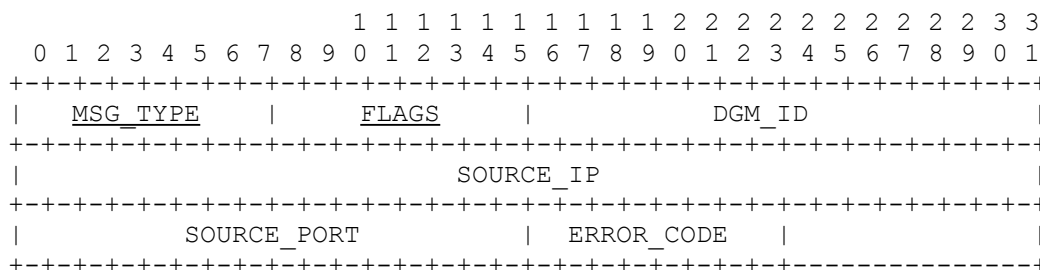 1 1 1 1 1 1 1 1 1 1 2 2 2 2 2 2 2 2 2 2 3 3
  0 1 2 3 4 5 6 7 8 9 0 1 2 3 4 5 6 7 8 9 0 1 2 3 4 5 6 7 8 9 0 1
+-+-+-+-+-+-+-+-+-+-+-+-+-+-+-+-+-+-+-+-+-+-+-+-+-+-+-+-+-+-+-+-+
|   MSG_TYPE    |     FLAGS     |           DGM_ID              |
+-+-+-+-+-+-+-+-+-+-+-+-+-+-+-+-+-+-+-+-+-+-+-+-+-+-+-+-+-+-+-+-+
|                           SOURCE_IP                           |
+-+-+-+-+-+-+-+-+-+-+-+-+-+-+-+-+-+-+-+-+-+-+-+-+-+-+-+-+-+-+-+-+
|          SOURCE_PORT          |  ERROR_CODE   |               |
+-+-+-+-+-+-+-+-+-+-+-+-+-+-+-+-+-+-+-+-+-+-+-+-+---------------+